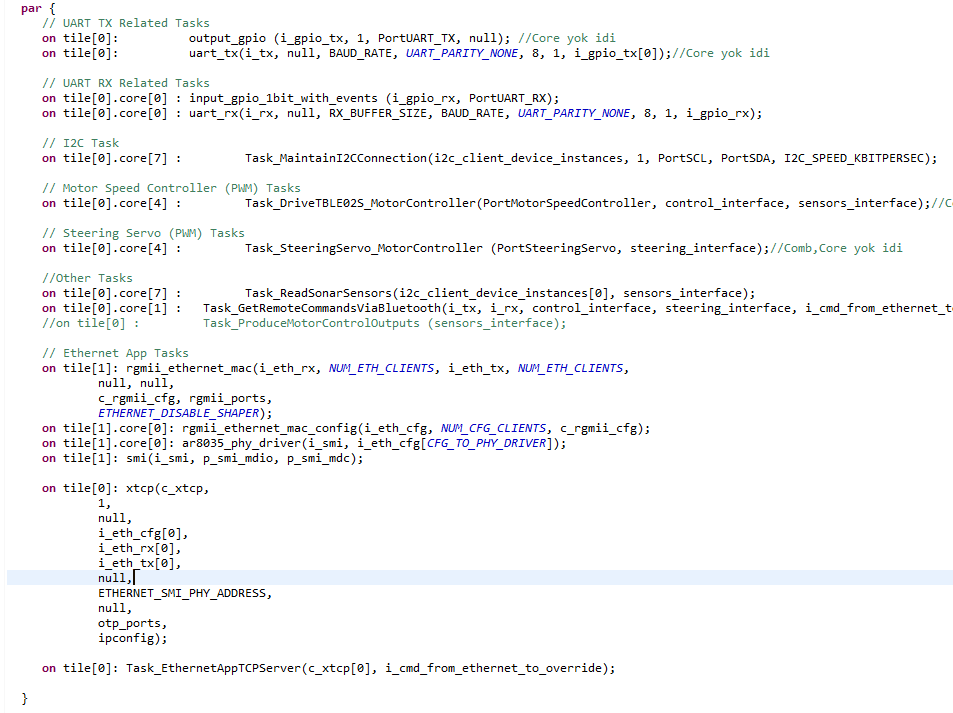 par {
// UART TX Related Tasks
on tile[0]: output_gpio (i_gpio_tx, 1, PortUART_TX, null); //Core yok idi
on tile[0]: uart_tx(i_tx, null, BAUD_RATE, UART_PARITY_NONE, 8, 1, i_gpio_tx[0]);//Core yok idi
// UART RX Related Tasks
on tile[0].core[0] : input_gpio_1bit_with_events (i_gpio_rx, PortUART_RX);
on tile[0].core[0] : uart_rx(i_rx, null, RX_BUFFER_SIZE, BAUD_RATE, UART_PARITY_NONE, 8, 1, i_gpio_rx);
// I2C Task
on tile[0].core[7] : Task_MaintainI2CConnection(i2c_client_device_instances, 1, PortSCL, PortSDA, I2C_SPEED_KBITPERSEC);
// Motor Speed Controller (PWM) Tasks
on tile[0].core[4] : Task_DriveTBLE02S_MotorController(PortMotorSpeedController, control_interface, sensors_interface);//C
// Steering Servo (PWM) Tasks
on tile[0].core[4] : Task_SteeringServo_MotorController (PortSteeringServo, steering_interface);//Comb,Core yok idi
//Other Tasks
on tile[0].core[7] : Task_ReadSonarSensors(i2c_client_device_instances[0], sensors_interface);
on tile[0].core[1] : Task_GetRemoteCommandsViaBluetooth(i_tx, i_rx, control_interface, steering_interface, i_cmd_from_ethernet_t
//on tile[0] : Task_ProduceMotorControlOutputs (sensors_interface);
// Ethernet App Tasks
on tile[1]: rgmii_ethernet_mac(i_eth_rx, NUM_ETH_CLIENTS, i_eth_tx, NUM_ETH_CLIENTS,
null, null,
c_rgmii_cfg, rgmii_ports,
ETHERNET_DISABLE_SHAPER);
on tile[1].core[0]: rgmii_ethernet_mac_config(i_eth_cfg, NUM_CFG_CLIENTS, c_rgmii_cfg);
on tile[1].core[0]: ar8035_phy_driver(i_smi, i_eth_cfg[CFG_TO_PHY_DRIVER]);
on tile[1]: smi(i_smi, p_smi_mdio, p_smi_mdc);
on tile[0]: xtcp(c_xtcp,
1,
null,
i_eth_cfg[0],
i_eth_rx[0],
i_eth_tx[0],
null,
ETHERNET_SMI_PHY_ADDRESS,
null,
otp_ports,
ipconfig);
on tile[0]: Task_EthernetAppTCPServer(c_xtcp[0], i_cmd_from_ethernet_to_override);
}